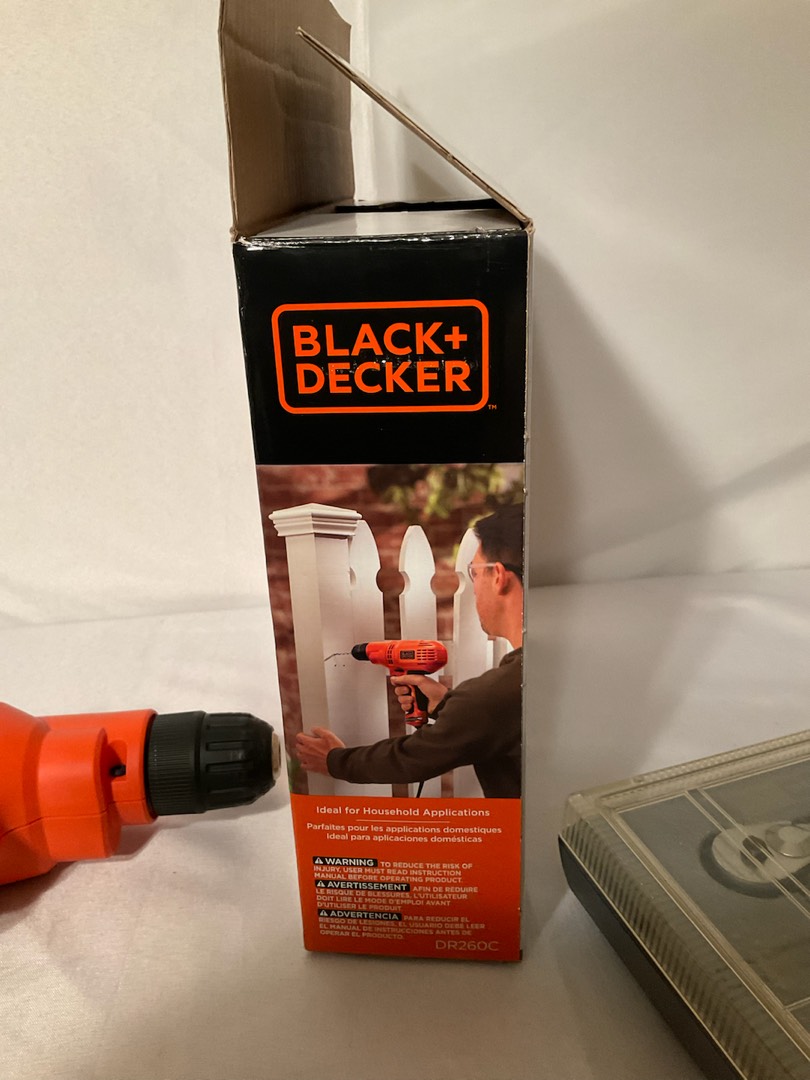 BLACK+
DECKER
TM
Ideal for Household Applications
Parfaites pour les applications domestiques
Ideal para aplicaciones domésticas
WARNING TO REDUCE THE RISK OF
INJURY, USER MUST READ INSTRUCTION
MANUAL BEFORE OPERATING PRODUCT.
AVERTISSEMENT AFIN DE RÉDUIRE
LE RISQUE DE BLESSURES, L'UTILISATEUR
DOIT LIRE LE MODE D'EMPLOI AVANT
D'UTILISER LE PRODUIT.
ADVERTENCIA PARA REDUCIR EL
RIESGO DE LESIONES, EL USUARIO DEBE LEER
EL MANUAL DE INSTRUCCIONES ANTES DE
OPERAR EL PRODUCTO.
DR260C